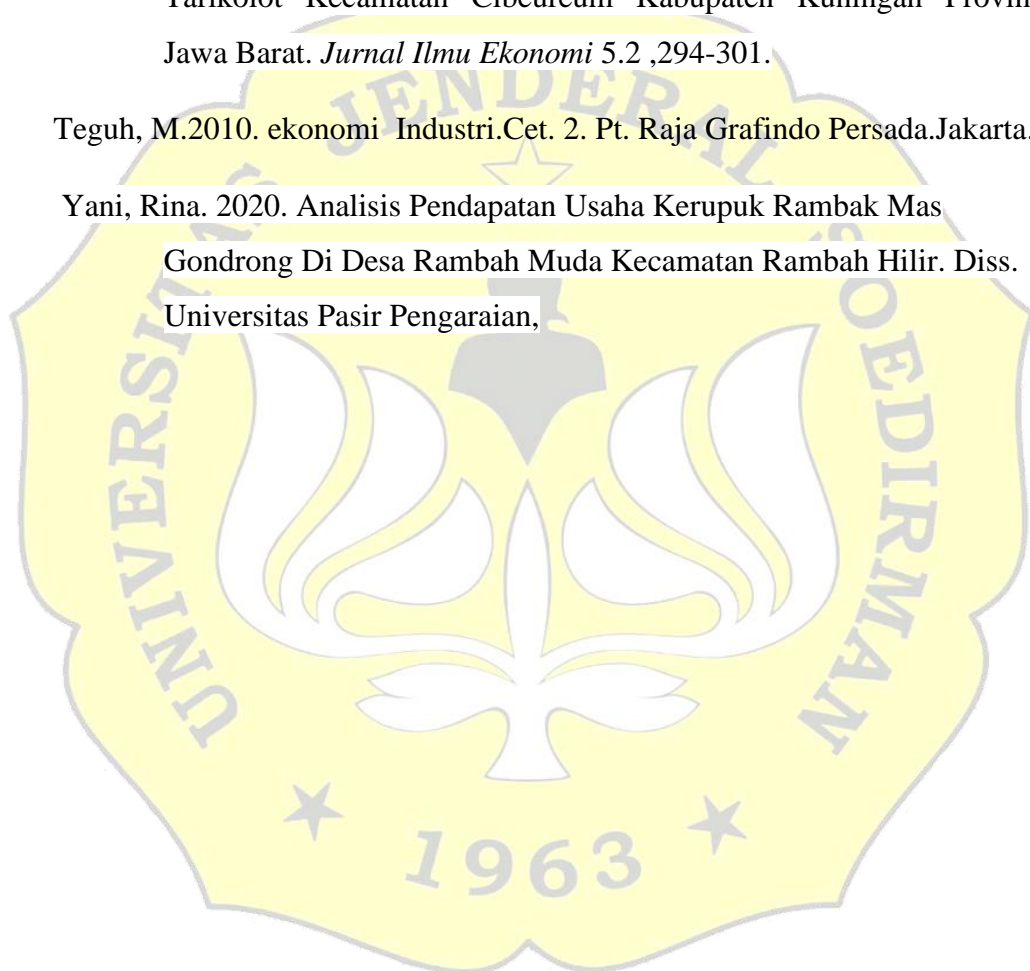 Tarikolot Kecamatan Cibeureum Kabupaten Kuningan
Jawa Barat. Jurnal Ilmu Ekonomi 5.2 ,294-301.
Teguh, M.2010. ekonomi Industri.Cet. 2. Pt. Raja Grafindo Persada.Jakarta.
Yani, Rina. 2020. Analisis Pendapatan Usaha Kerupuk Rambak Mas
Gondrong Di Desa Rambah Muda Kecamatan Rambah Hilir. Diss.
Universitas Pasir Pengaraian,
UNIVERSITAS JENDERAL SOEDIRMAN
1963